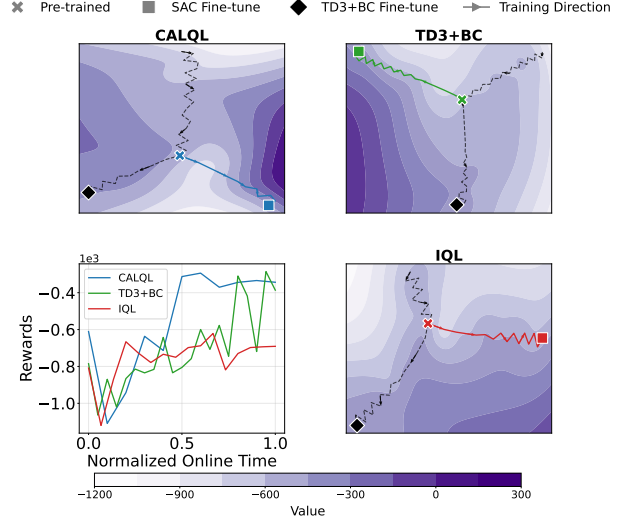 Pre-trained SAC Fine-tune TD3+BC Fine-tune Training Direction
CALQL TD3+BC
1e3
IQL
CALQL
TD3+BC
IQL
−0.4
−0.6
−0.8
−1.0
Rewards
0.0 0.5 1.0
Normalized Online Time
−1200 −900 −600 −300 0 300
Value